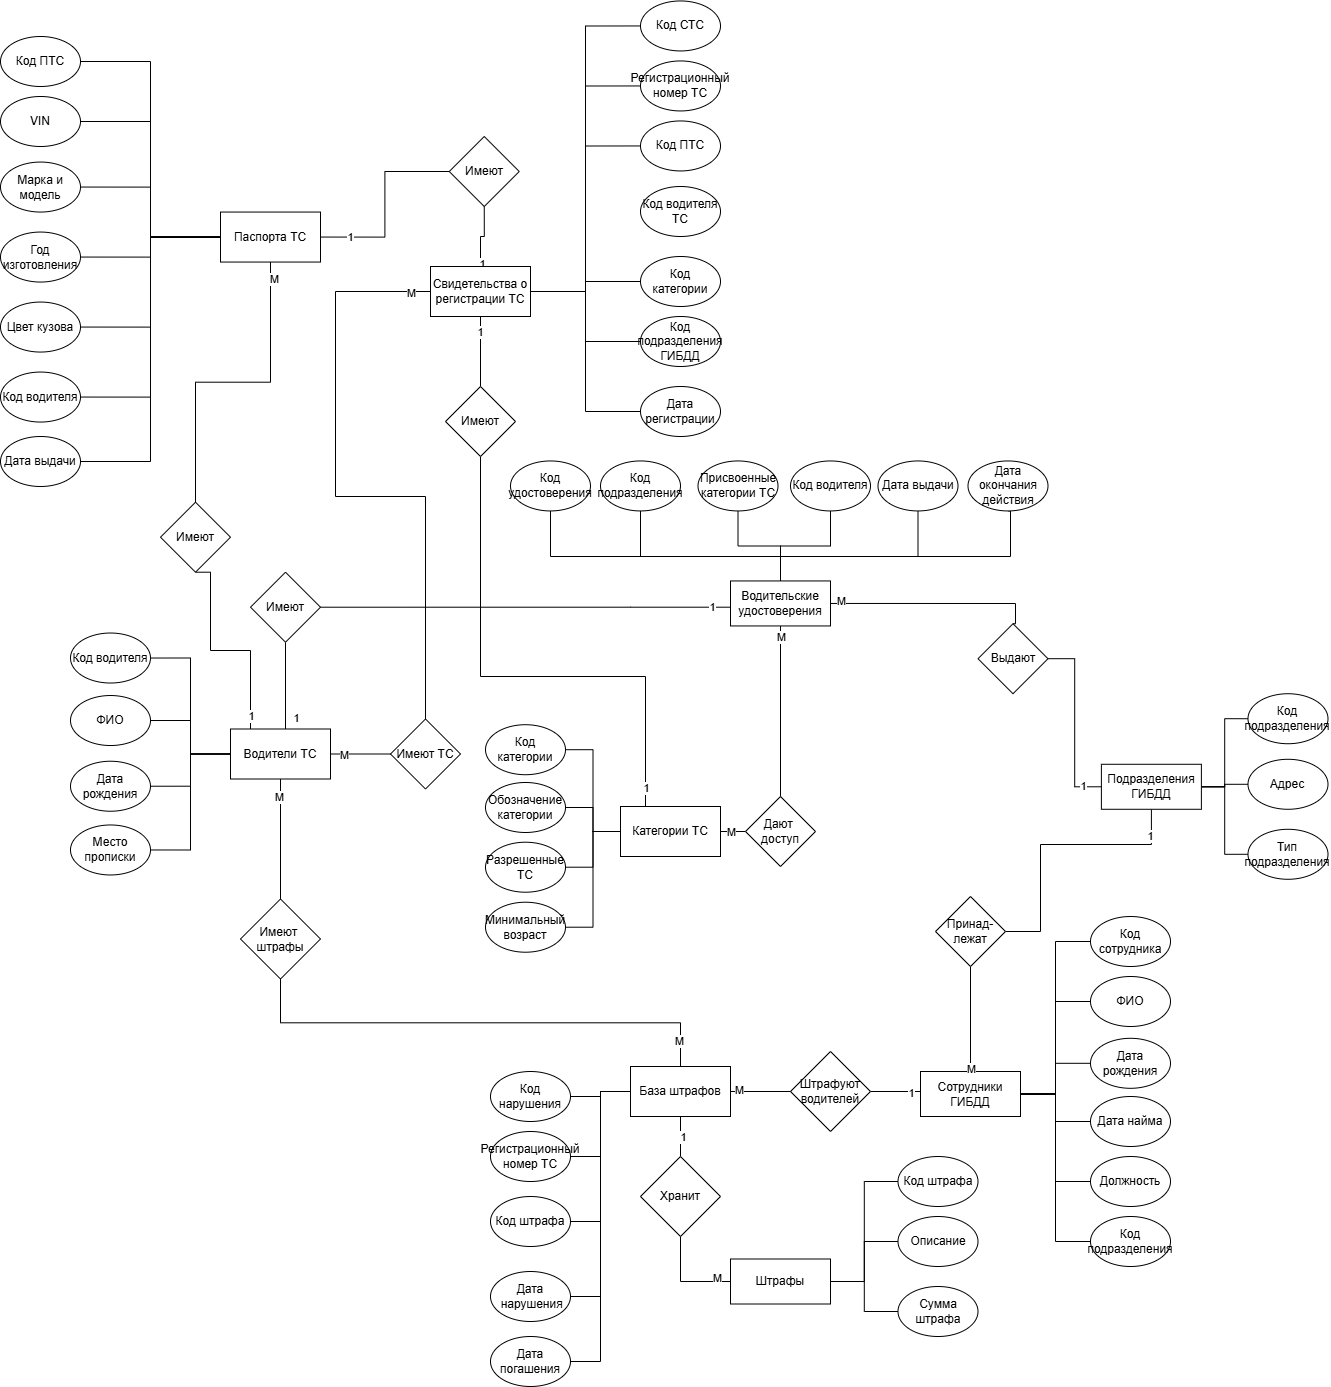 Код СТС
Код ПТС
Регистрационный
номер ТС
VIN
Код ПТС
Марка и
модель
Имеют
Код водителя
ТС
Паспорта ТС
1
Год
изготовления
1
Код
категории
М
Свидетельства о
регистрации ТС
М
Цвет кузова
1
Код
подразделения
ГИБДД
Код водителя
Дата
регистрации
Имеют
Дата выдачи
Код
удостоверения
Код
подразделения
Присвоенные
категории ТС
Код водителя
Дата выдачи
Дата
окончания
действия
Имеют
Имеют
1
Водительские
удостоверения
М
М
Код водителя
Выдают
ФИО
1
1
Код
подразделения
Водители ТС
М
Имеют ТС
Код
категории
Дата
рождения
М
1
1
Подразделения
ГИБДД
Адрес
Обозначение
категории
Категории ТС
М
Дают
доступ
1
Место
прописки
Тип
подразделения
Разрешенные
ТС
Минимальный
возраст
Имеют
штрафы
Принад-
лежат
Код
сотрудника
ФИО
М
Дата
рождения
М
Код
нарушения
База штрафов
М
Штрафуют
водителей
1
Сотрудники
ГИБДД
Дата найма
1
Регистрационный
номер ТС
Хранит
Код штрафа
Должность
Код штрафа
Описание
Код
подразделения
М
Штрафы
Дата
нарушения
Сумма
штрафа
Дата
погашения